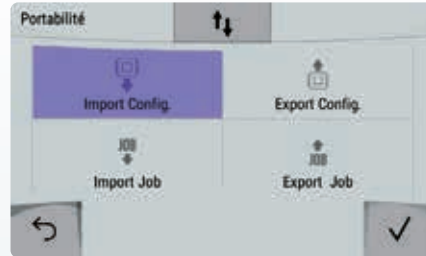 Portabilité
Import Config.
Export Config.
JOB
JOB
Import Job
Export Job